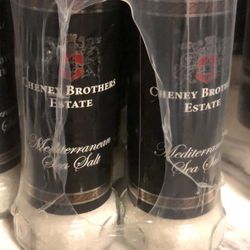 CHENEY BROTHERS
ESTATE
Mediterranean
Sea Salt
CHENEY BROTHERS
ESTATE
Mediterranean
Sea Salt